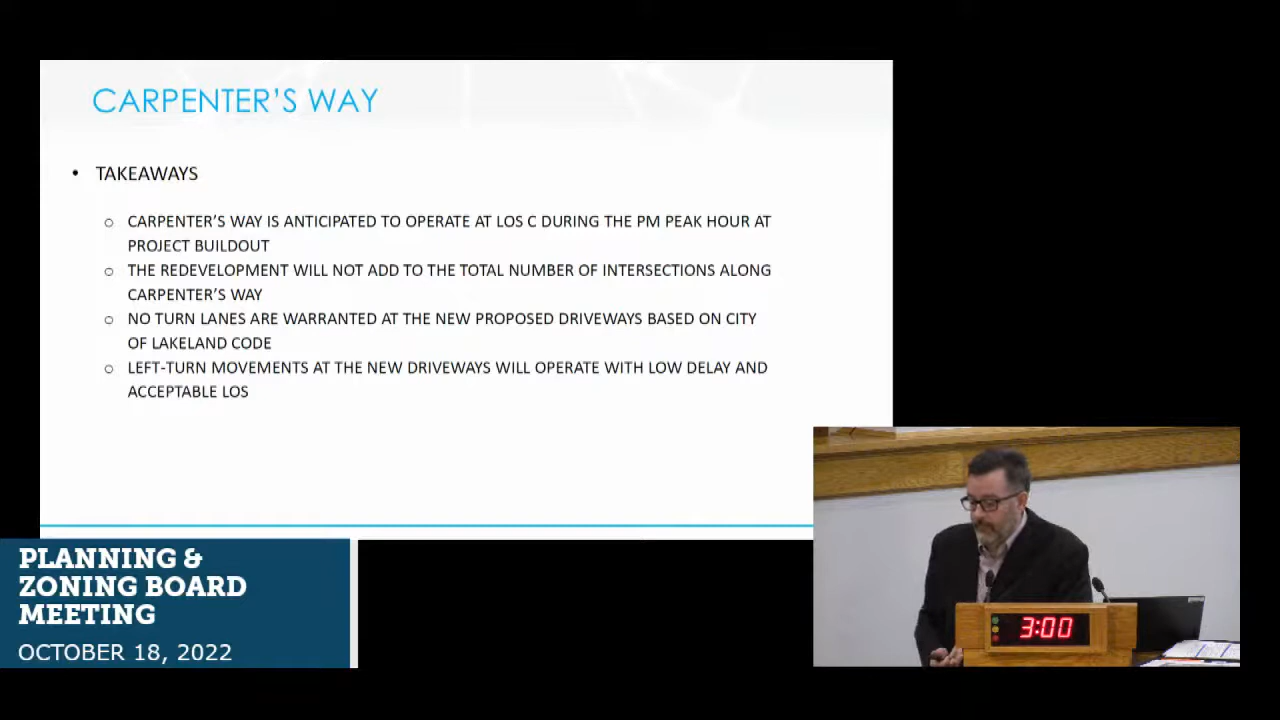 CARPENTER'S WAY
• TAKEAWAYS
○ CARPENTER'S WAY IS ANTICIPATED TO OPERATE AT LOS C DURING THE PM PEAK HOUR AT
PROJECT BUILDOUT
○ THE REDEVELOPMENT WILL NOT ADD TO THE TOTAL NUMBER OF INTERSECTIONS ALONG
CARPENTER'S WAY
○ NO TURN LANES ARE WARRANTED AT THE NEW PROPOSED DRIVEWAYS BASED ON CITY
OF LAKELAND CODE
○ LEFT-TURN MOVEMENTS AT THE NEW DRIVEWAYS WILL OPERATE WITH LOW DELAY AND
ACCEPTABLE LOS
PLANNING &
ZONING BOARD
MEETING
OCTOBER 18, 2022
3:00